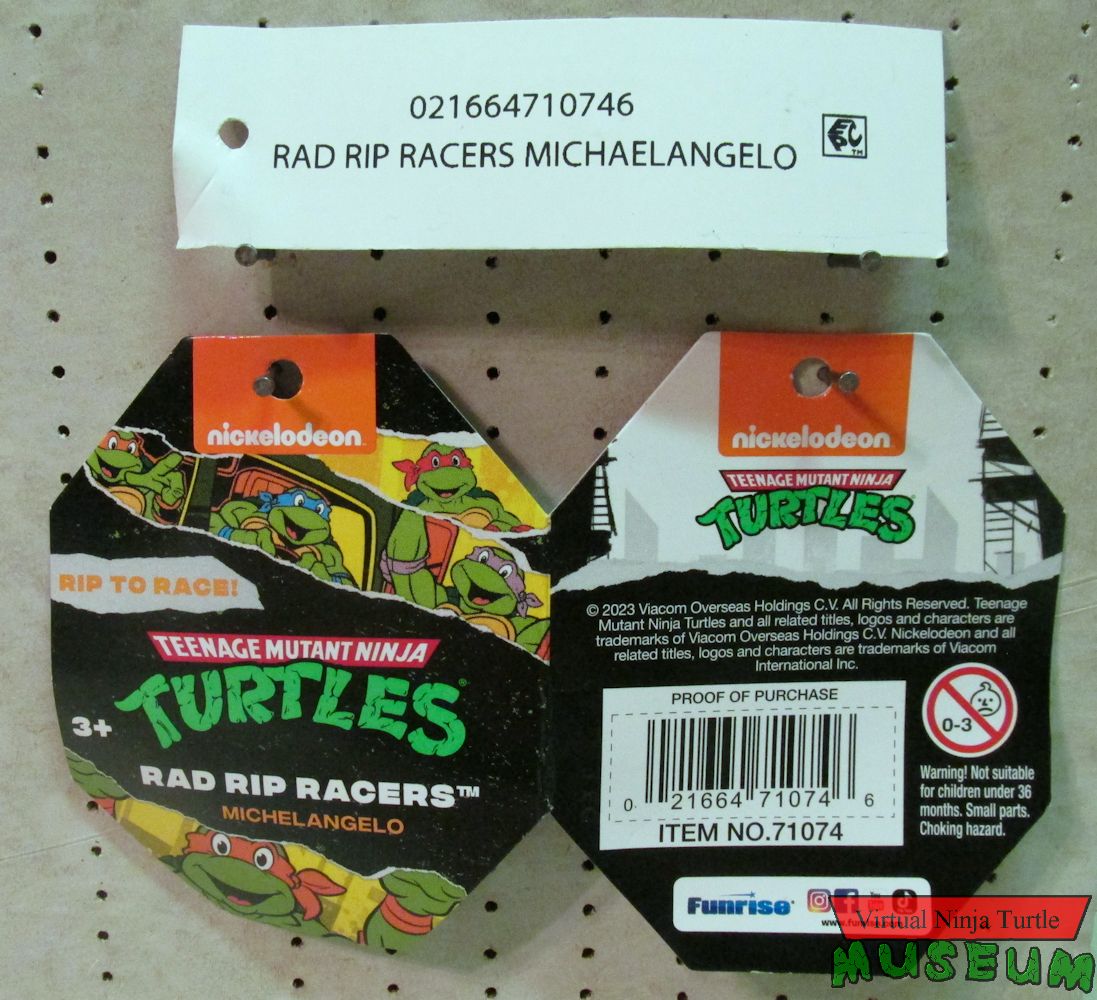 021664710746
RAD RIP RACERS MICHAELANGELO
EPC™
nickelodeon
RIP TO RACE!
TEENAGE MUTANT NINJA
TURTLES®
3+
RAD RIP RACERS™
MICHELANGELO
nickelodeon
TEENAGE MUTANT NINJA
TURTLES
© 2023 Viacom Overseas Holdings C.V. All Rights Reserved. Teenage
Mutant Ninja Turtles and all related titles, logos and characters are
trademarks of Viacom Overseas Holdings C.V. Nickelodeon and all
related titles, logos and characters are trademarks of Viacom
International Inc.
PROOF OF PURCHASE
0 21664 71074 6
ITEM NO.71074
0-3
Warning! Not suitable
for children under 36
months. Small parts.
Choking hazard.
Funrise
Virtual Ninja Turtle
MUSEUM